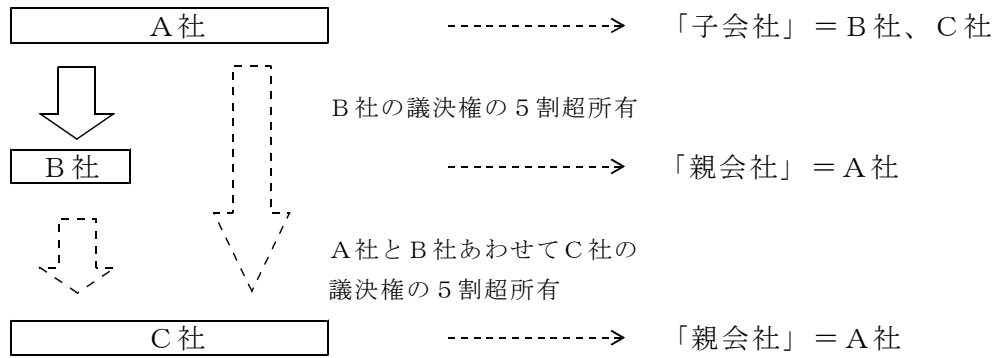 A社
「子会社」=B社、C社
B社の議決権の5割超所有
B社
「親会社」=A社
A社とB社あわせてC社の
議決権の5割超所有
C社
「親会社」=A社